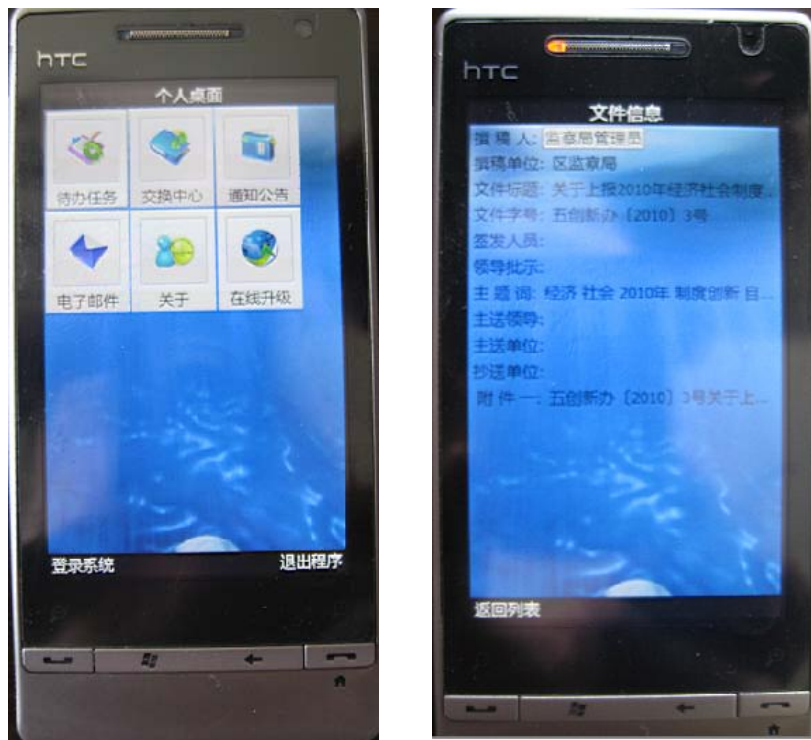 hTC
个人桌面
待办任务 交换中心 通知公告
电子邮件 关于 在线升级
登录系统 退出程序
hTC
文件信息
撰 稿 人: 监察局管理员
撰稿单位: 区监察局
文件标题: 关于上报2010年经济社会制度..
文件字号: 五创新办〔2010〕3号
签发人员:
领导批示:
主 题 词: 经济 社会 2010年 制度创新 自...
主送领导:
主送单位:
抄送单位:
附 件 一: 五创新办〔2010〕3号关于上...
返回列表